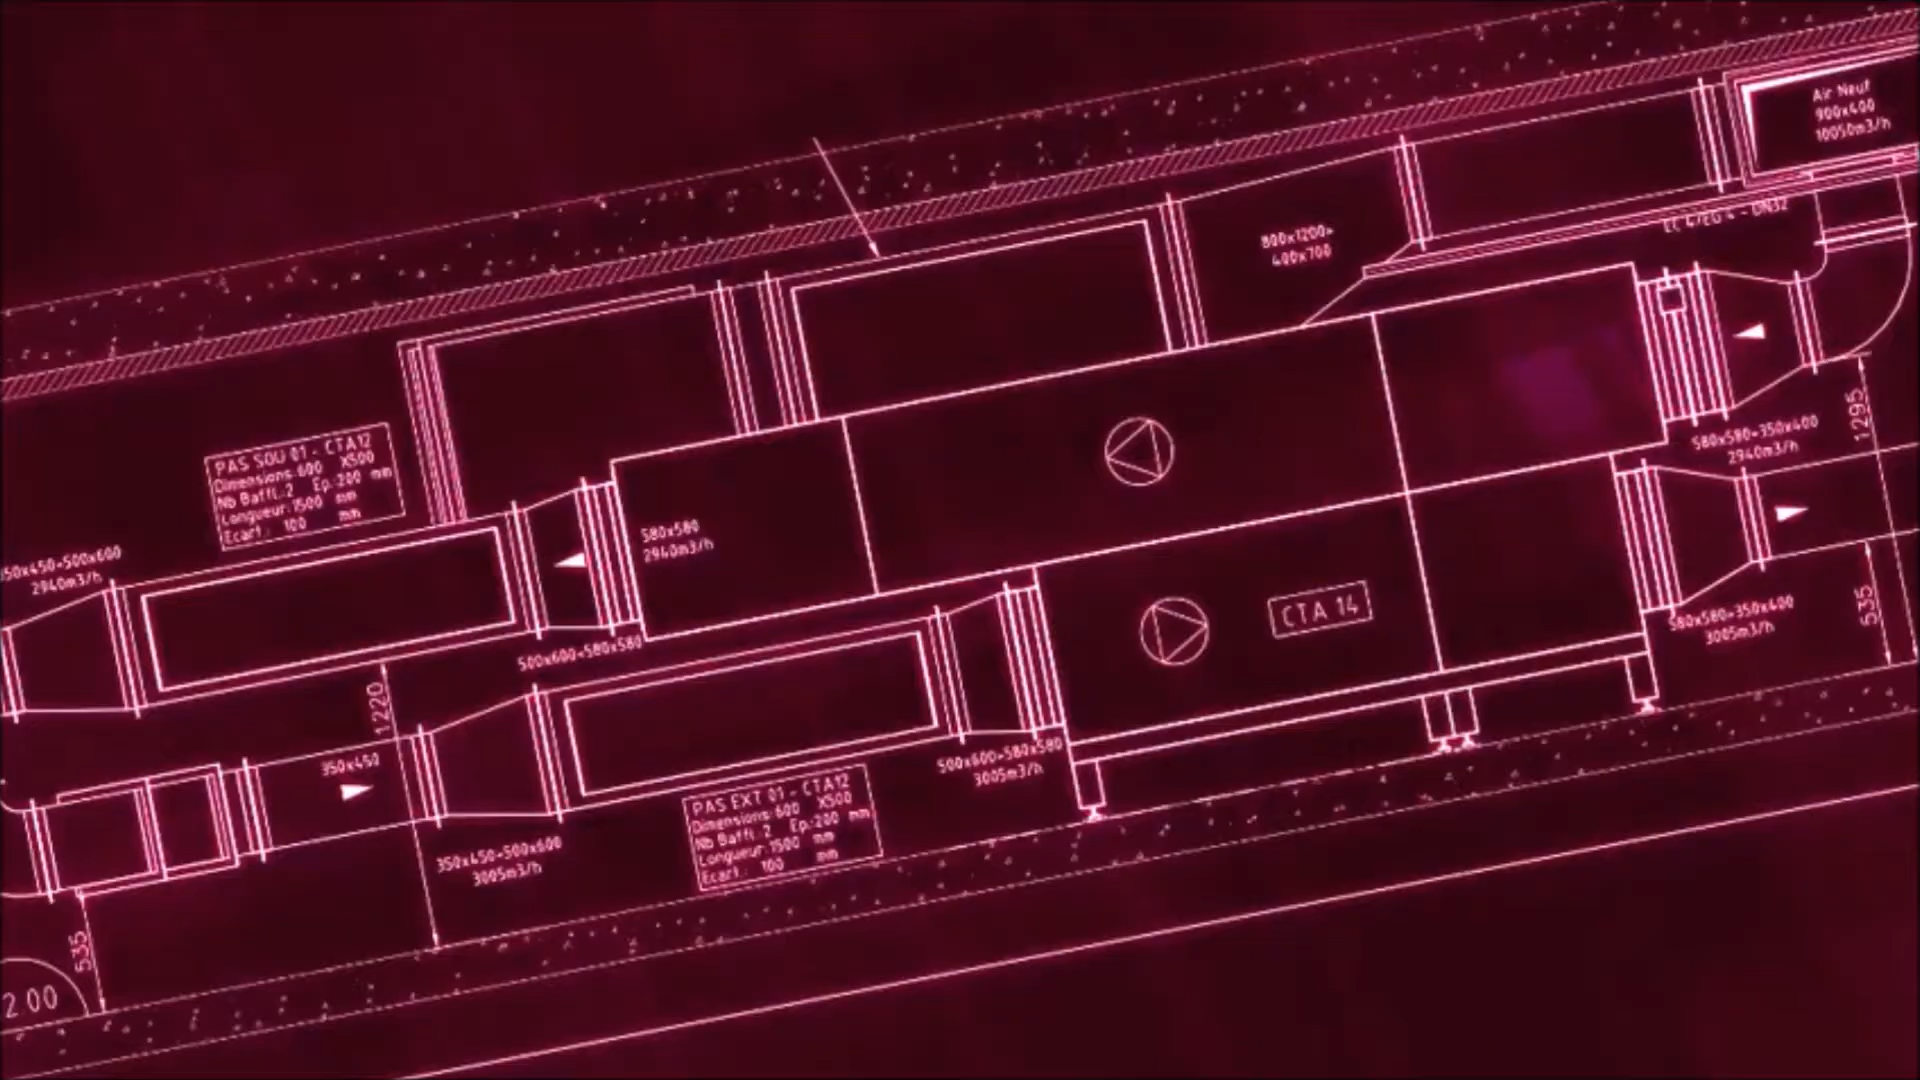 Air Neuf
900x400
10050m3/h
800x1200>
400x700
PAS SOU 01 - CTA12
Dimensions:600 X500
Nb Baffl.:2 Ep.:200 mm
Longueur:1500 mm
Ecart.: 100 mm
2940m3/h
580x580
2940m3/h
500x600>580x580
580x580>350x400
2940m3/h
1295
CTA 14
580x580>350x400
3005m3/h
535
1220
350x450
500x600>580x580
3005m3/h
PAS EXT 01 - CTA12
Dimensions:600 X500
Nb Baffl.:2 Ep.:200 mm
Longueur:1500 mm
Ecart.: 100 mm
350x450>500x600
3005m3/h
535
200